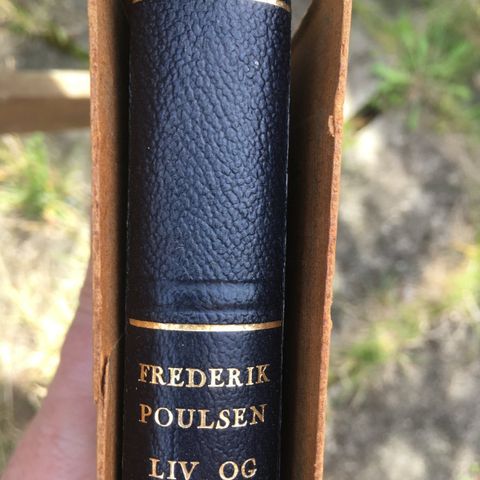 FREDERIK
POULSEN
LIV OG